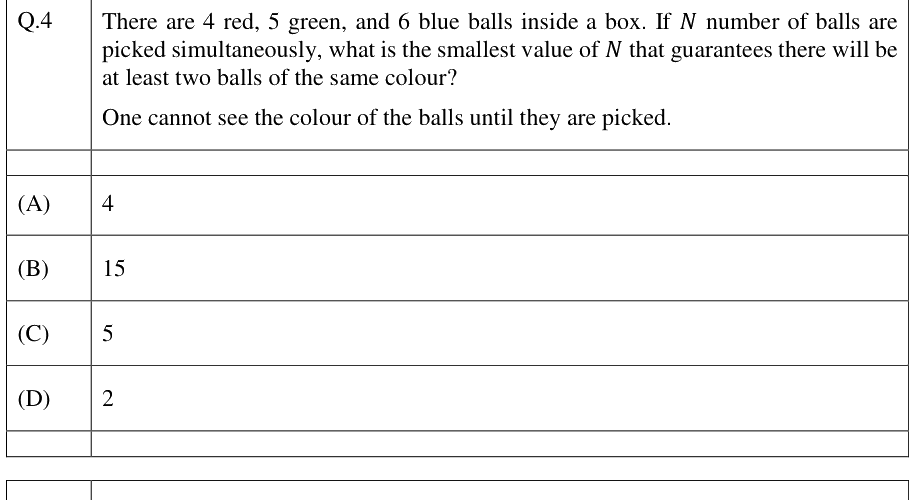 Q.4 There are 4 red, 5 green, and 6 blue balls inside a box. If N number of balls are
picked simultaneously, what is the smallest value of N that guarantees there will be
at least two balls of the same colour?
One cannot see the colour of the balls until they are picked.
(A) 4
(B) 15
(C) 5
(D) 2